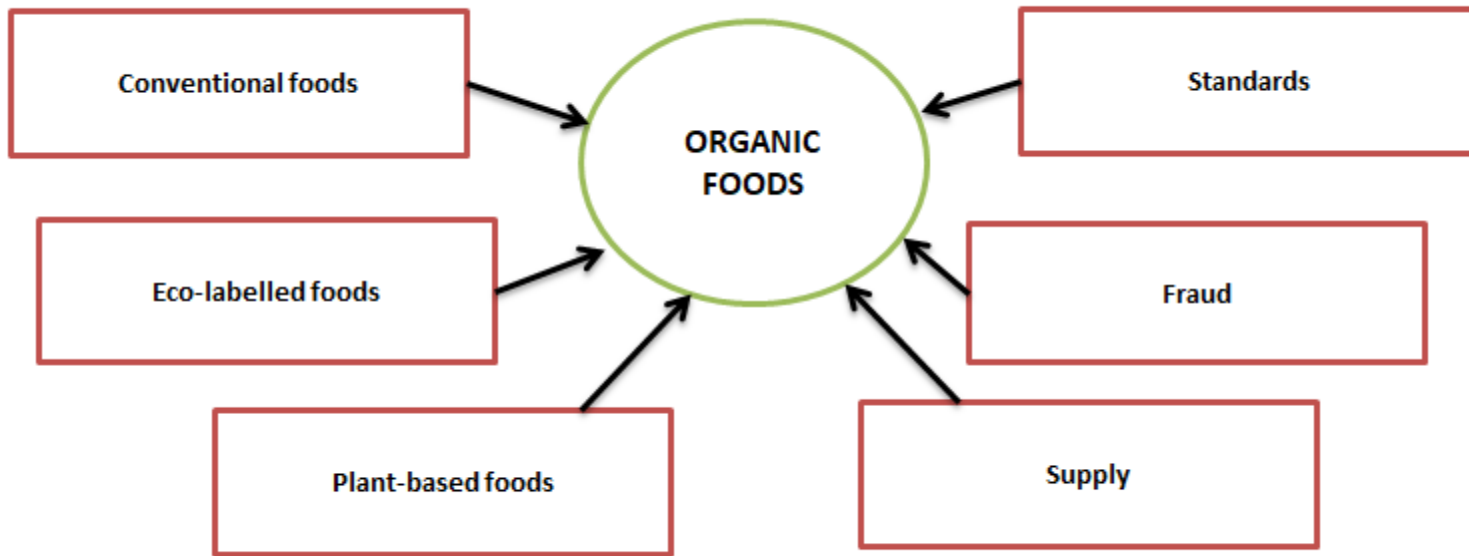 Conventional foods
Standards
ORGANIC
FOODS
Eco-labelled foods
Fraud
Plant-based foods
Supply